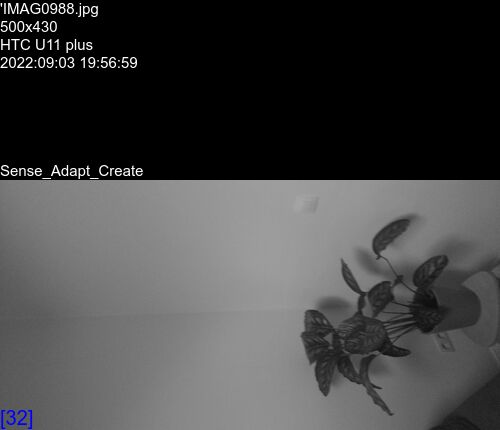 'IMAG0988.jpg
500x430
HTC U11 plus
2022:09:03 19:56:59
Sense_Adapt_Create
[32]